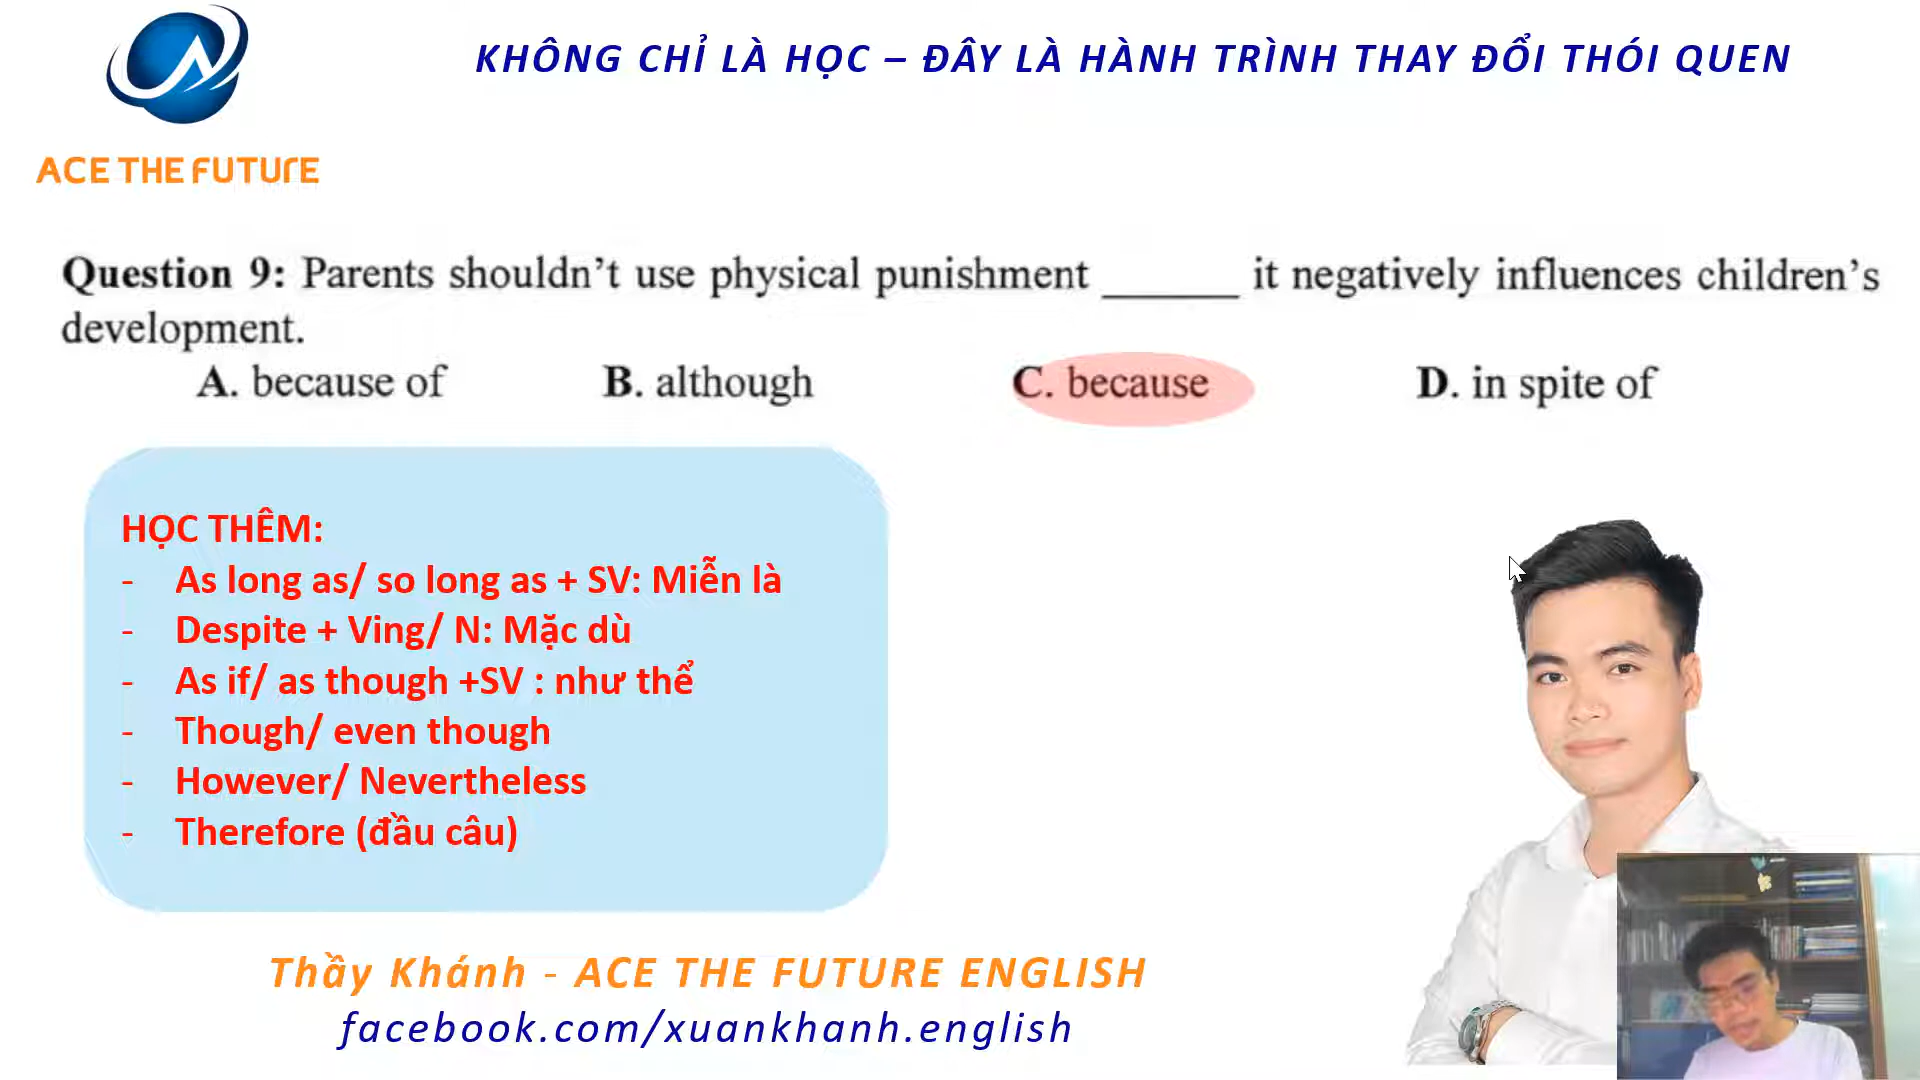 KHÔNG CHỈ LÀ HỌC – ĐÂY LÀ HÀNH TRÌNH THAY ĐỔI THÓI QUEN
ACE THE FUTURE
Question 9: Parents shouldn't use physical punishment ______ it negatively influences children's
development.
A. because of B. although C. because D. in spite of
HỌC THÊM:
- As long as/ so long as + SV: Miễn là
- Despite + Ving/ N: Mặc dù
- As if/ as though +SV : như thể
- Though/ even though
- However/ Nevertheless
- Therefore (đầu câu)
Thầy Khánh - ACE THE FUTURE ENGLISH
facebook.com/xuankhanh.english